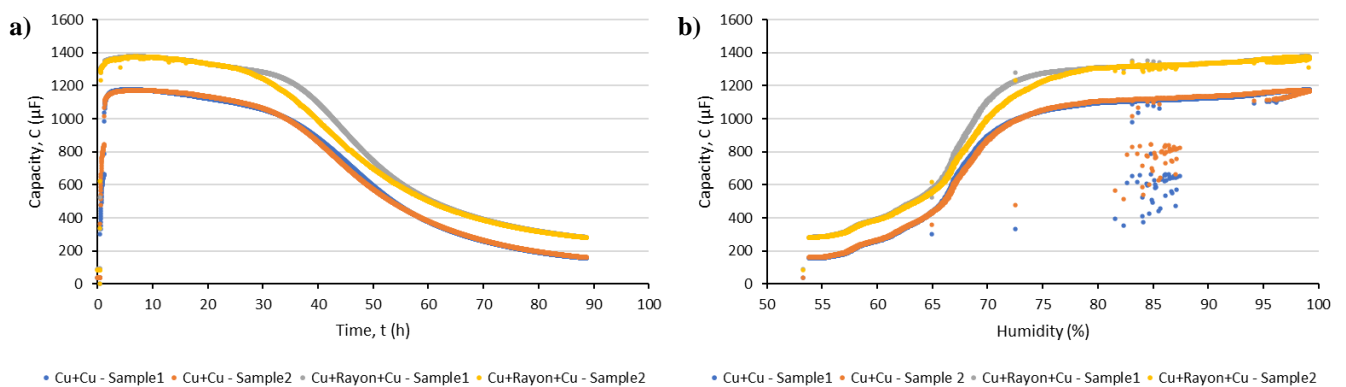 a)
Capacity, C (µF)
1600
1400
1200
1000
800
600
400
200
0
0 10 20 30 40 50 60 70 80 90 100
Time, t (h)
Cu+Cu - Sample1 Cu+Cu - Sample2 Cu+Rayon+Cu - Sample1 Cu+Rayon+Cu - Sample2
b)
Capacity, C (µF)
1600
1400
1200
1000
800
600
400
200
0
50 55 60 65 70 75 80 85 90 95 100
Humidity (%)
Cu+Cu - Sample1 Cu+Cu - Sample 2 Cu+Rayon+Cu - Sample1 Cu+Rayon+Cu - Sample2